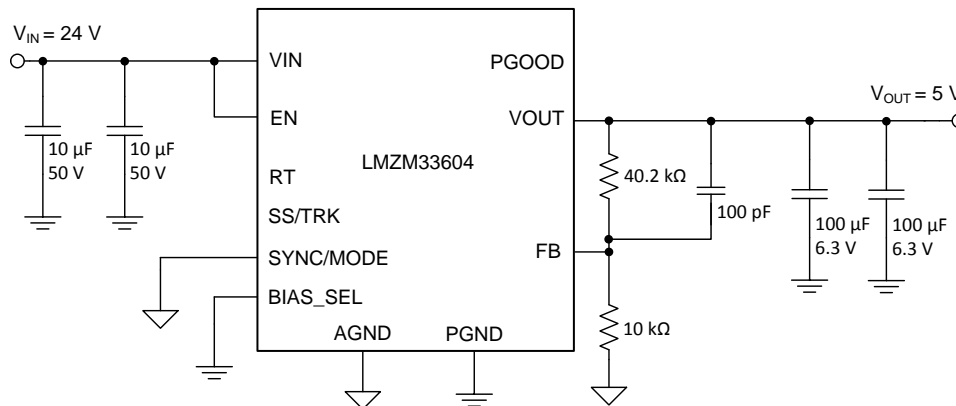 V_IN = 24 V
10 µF
50 V
10 µF
50 V
VIN
EN
RT
SS/TRK
SYNC/MODE
BIAS_SEL
LMZM33604
AGND
PGND
PGOOD
VOUT
FB
40.2 kΩ
100 pF
10 kΩ
V_OUT = 5 V
100 µF
6.3 V
100 µF
6.3 V